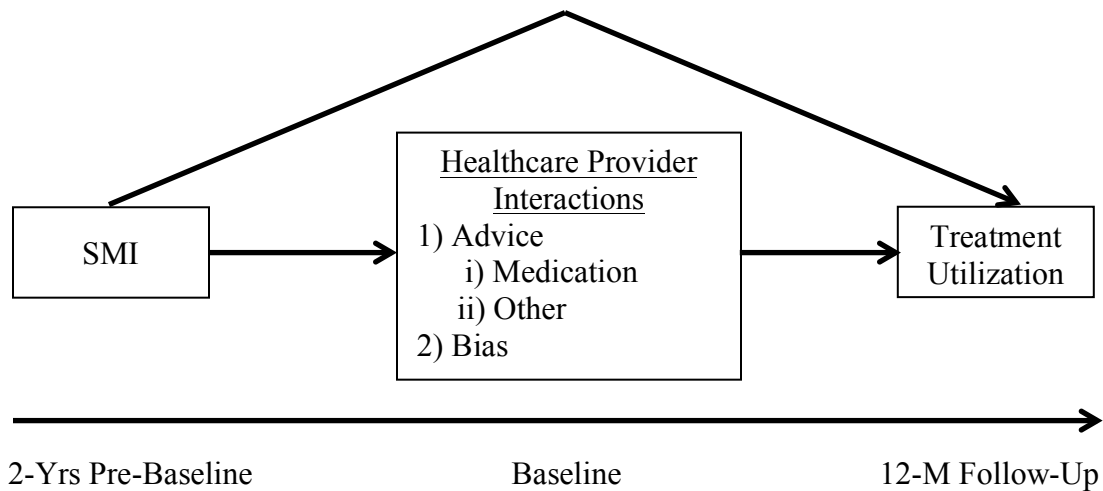 Healthcare Provider
Interactions
1) Advice
i) Medication
ii) Other
2) Bias
SMI
Treatment
Utilization
2-Yrs Pre-Baseline
Baseline
12-M Follow-Up